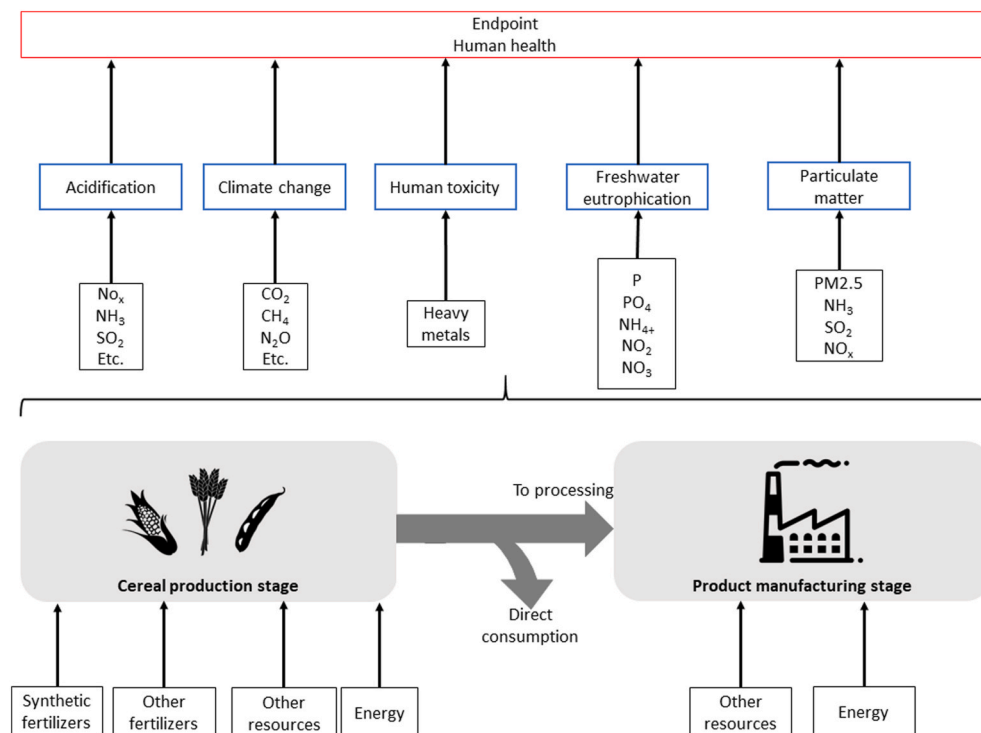 Endpoint
Human health
Acidification
Climate change
Human toxicity
Freshwater
eutrophication
Particulate
matter
Noₓ
NH₃
SO₂
Etc.
CO₂
CH₄
N₂O
Etc.
Heavy
metals
P
PO₄
NH₄₊
NO₂
NO₃
PM2.5
NH₃
SO₂
NOₓ
To processing
Cereal production stage
Direct
consumption
Product manufacturing stage
Synthetic
fertilizers
Other
fertilizers
Other
resources
Energy
Other
resources
Energy